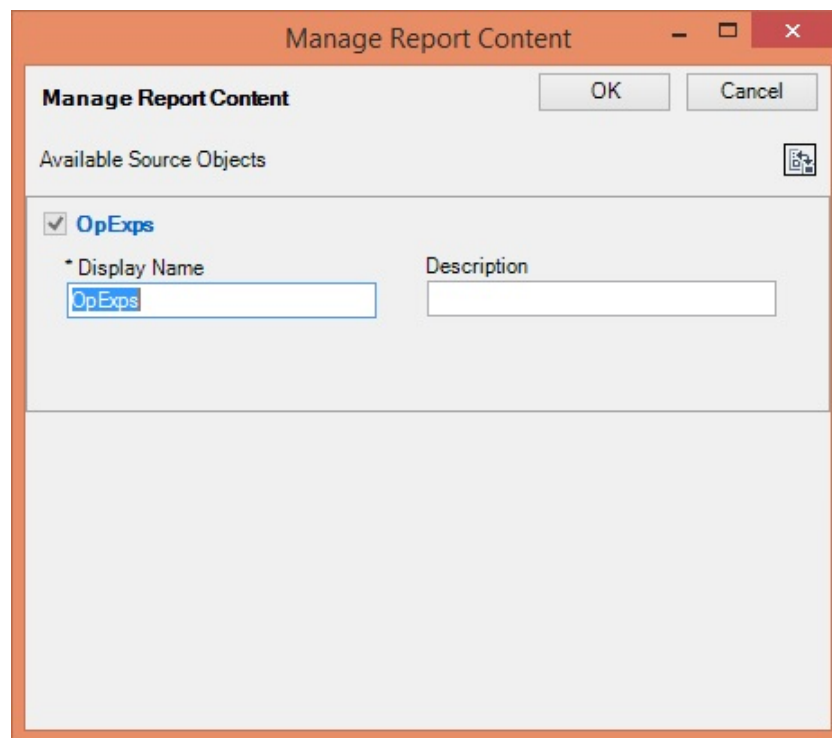 Manage Report Content
Manage Report Content
OK
Cancel
Available Source Objects
OpExps
* Display Name
Description
OpExps